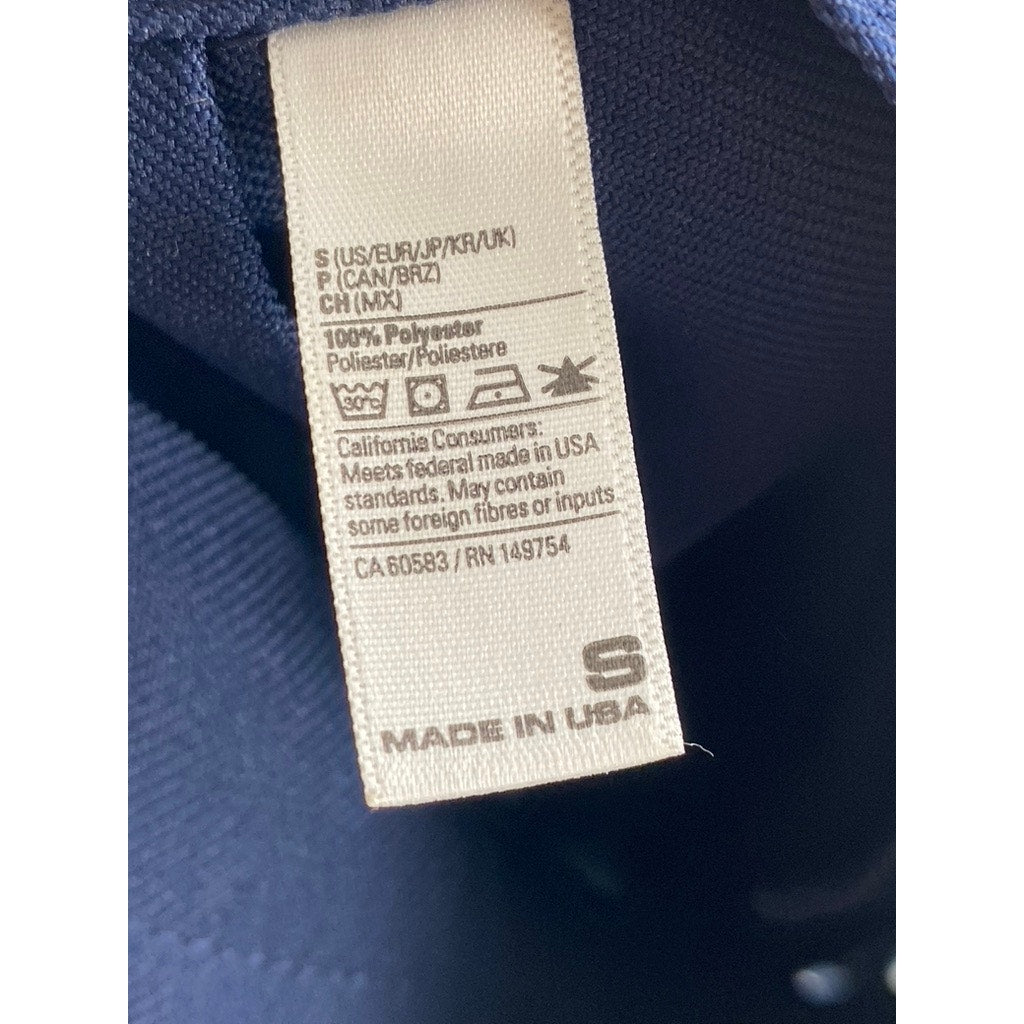 S (US/EUR/JP/KR/UK)
P (CAN/BRZ)
CH (MX)
100% Polyester
Poliester/Poliestere
30°C
California Consumers:
Meets federal made in USA
standards. May contain
some foreign fibres or inputs.
CA 60583 / RN 149754
S
MADE IN USA